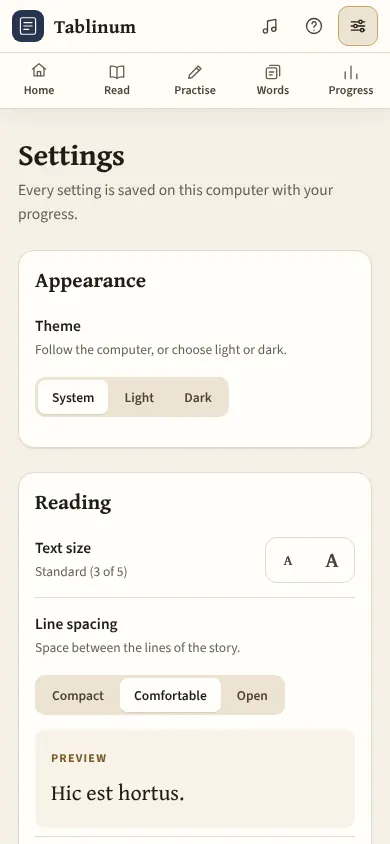 Tablinum
Home
Read
Practise
Words
Progress
Settings
Every setting is saved on this computer with your
progress.
Appearance
Theme
Follow the computer, or choose light or dark.
System
Light
Dark
Reading
Text size
Standard (3 of 5)
A
A
Line spacing
Space between the lines of the story.
Compact
Comfortable
Open
PREVIEW
Hic est hortus.